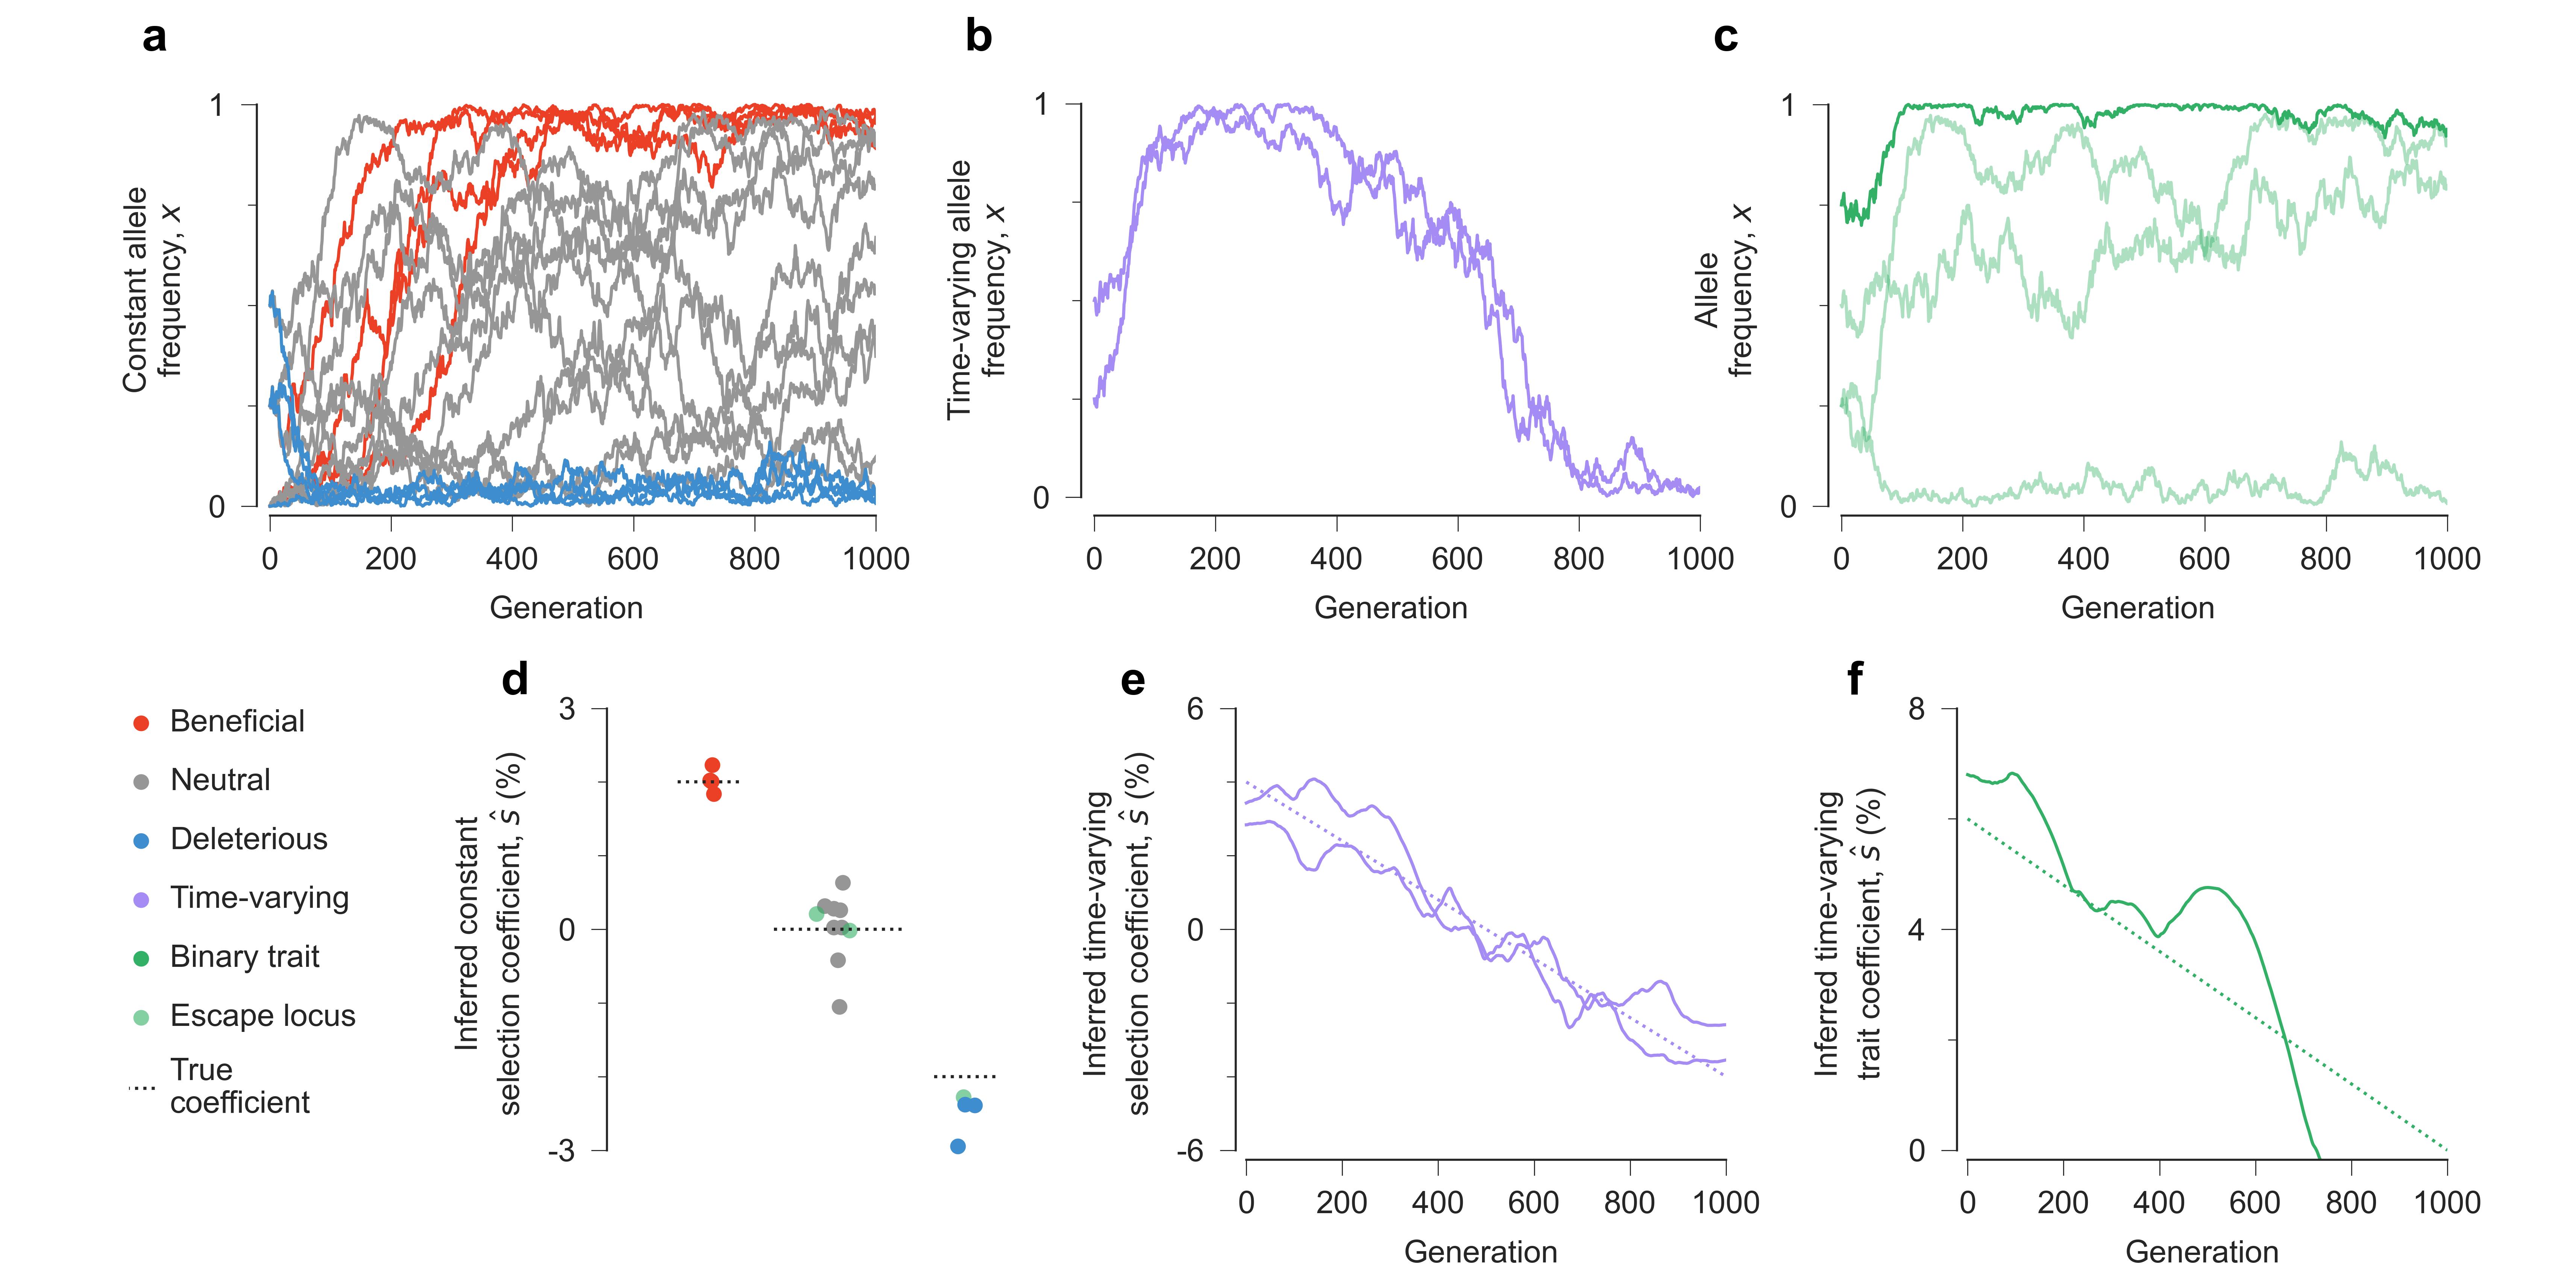 a
1
0
Constant allele
frequency, x
0 200 400 600 800 1000
Generation
b
1
0
Time-varying allele
frequency, x
0 200 400 600 800 1000
Generation
c
1
0
Allele
frequency, x
0 200 400 600 800 1000
Generation
Beneficial
Neutral
Deleterious
Time-varying
Binary trait
Escape locus
True
coefficient
d
3
0
-3
Inferred constant
selection coefficient, ŝ (%)
e
6
0
-6
Inferred time-varying
selection coefficient, ŝ (%)
0 200 400 600 800 1000
Generation
f
8
4
0
Inferred time-varying
trait coefficient, ŝ (%)
0 200 400 600 800 1000
Generation